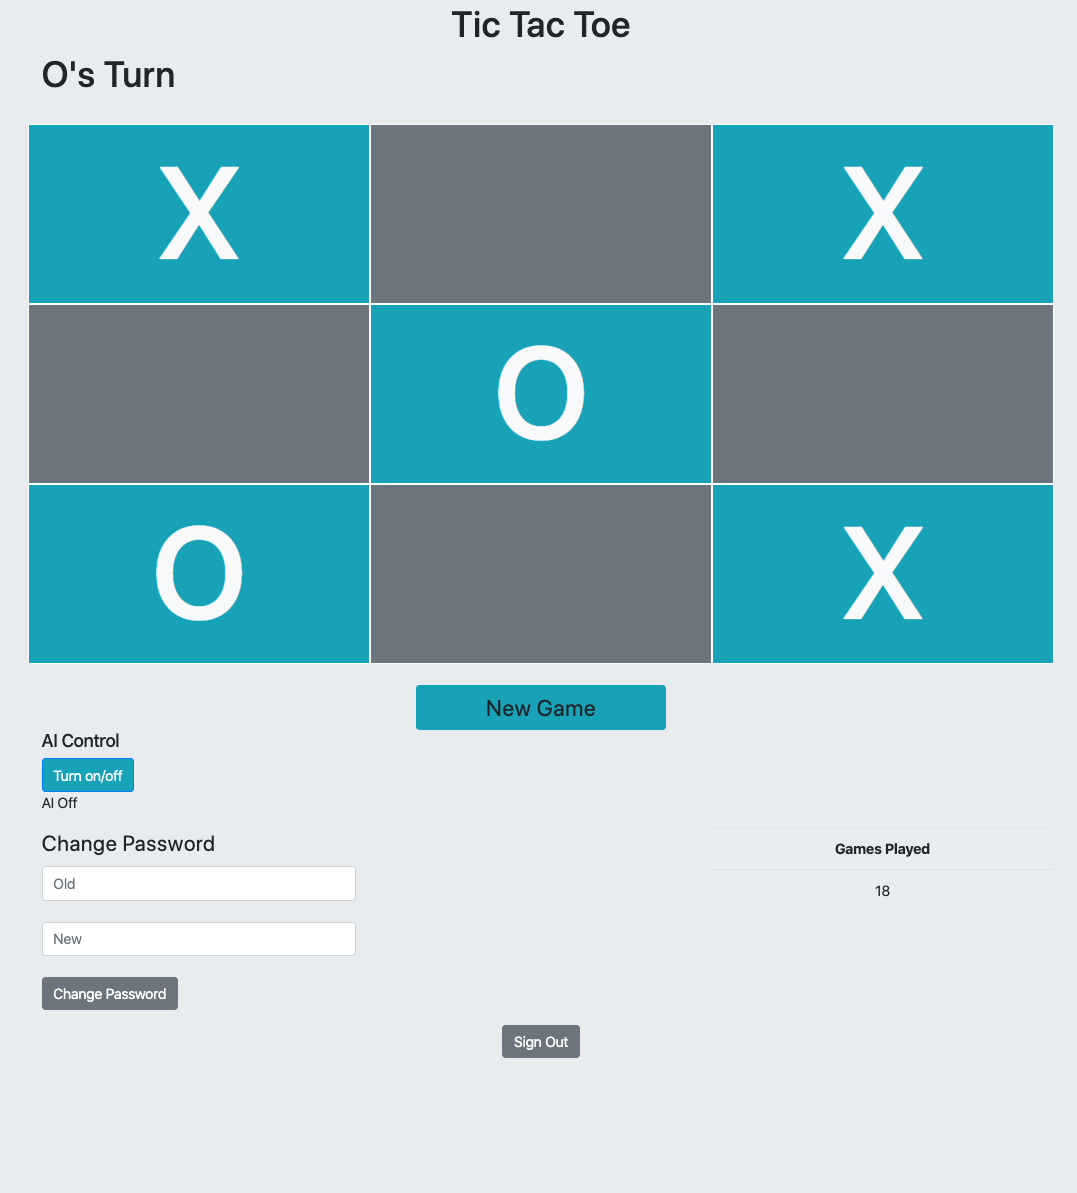 Tic Tac Toe
O's Turn
X X
O
O X
New Game
AI Control
Turn on/off
AI Off
Change Password
Old
New
Change Password
Games Played
18
Sign Out